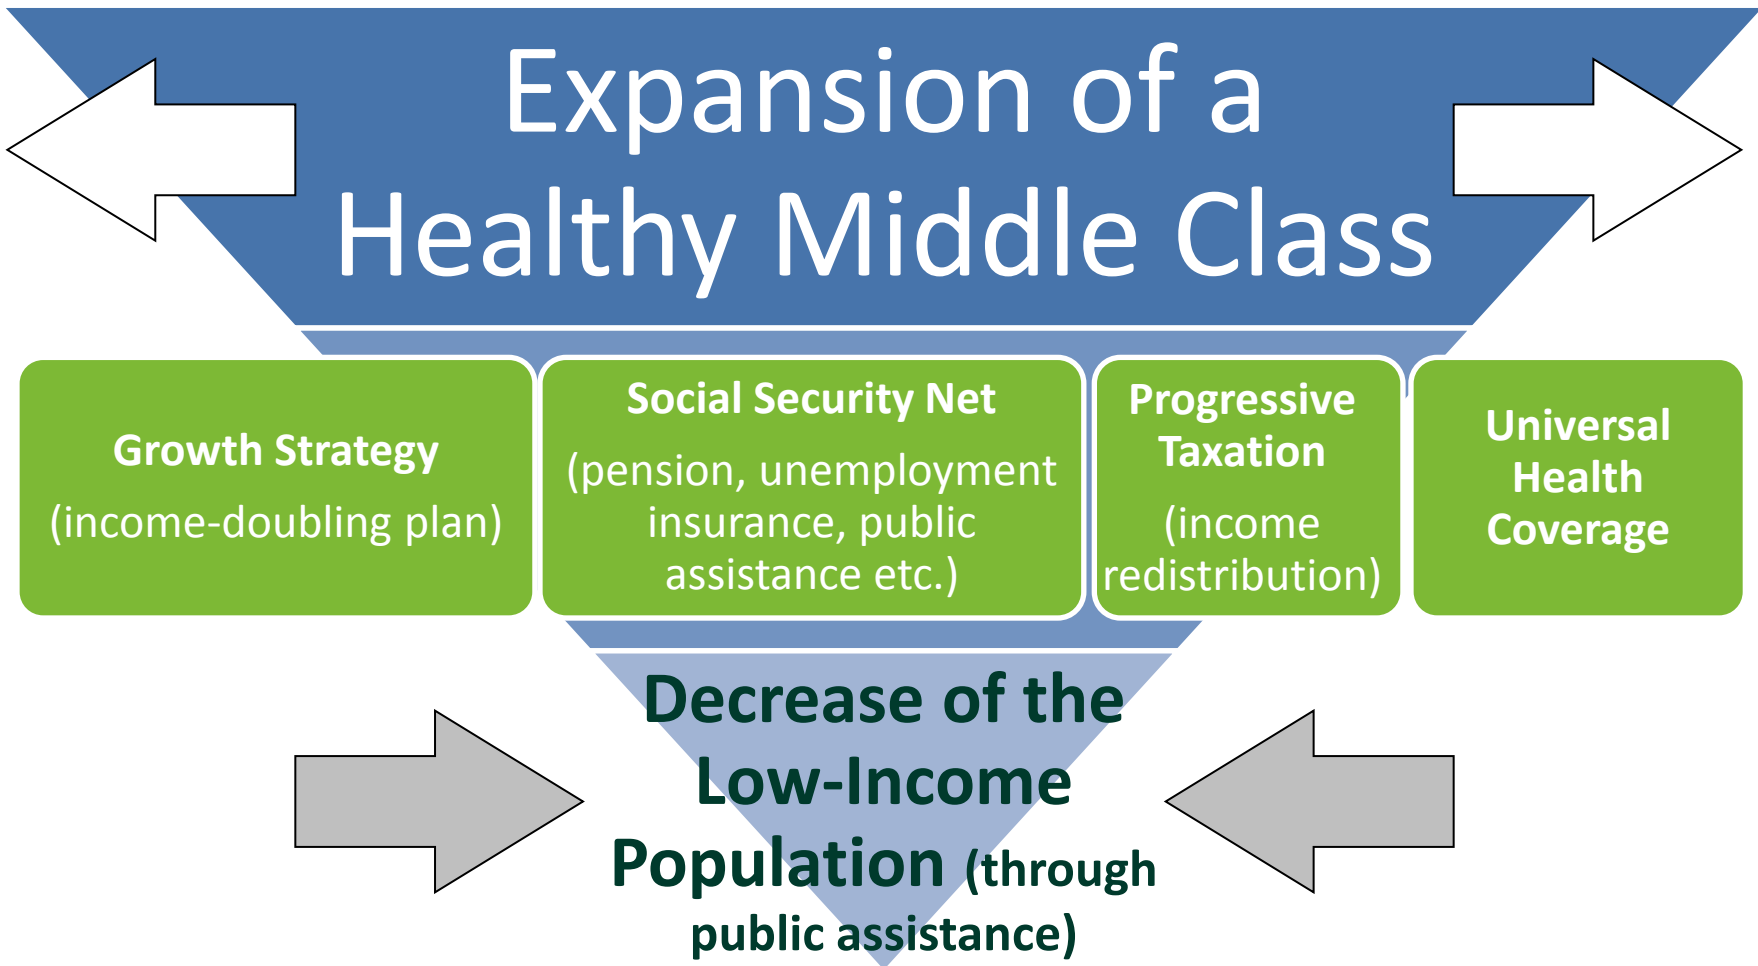 Expansion of a
Healthy Middle Class
Growth Strategy
(income-doubling plan)
Social Security Net
(pension, unemployment
insurance, public
assistance etc.)
Progressive
Taxation
(income
redistribution)
Universal
Health
Coverage
Decrease of the
Low-Income
Population (through
public assistance)